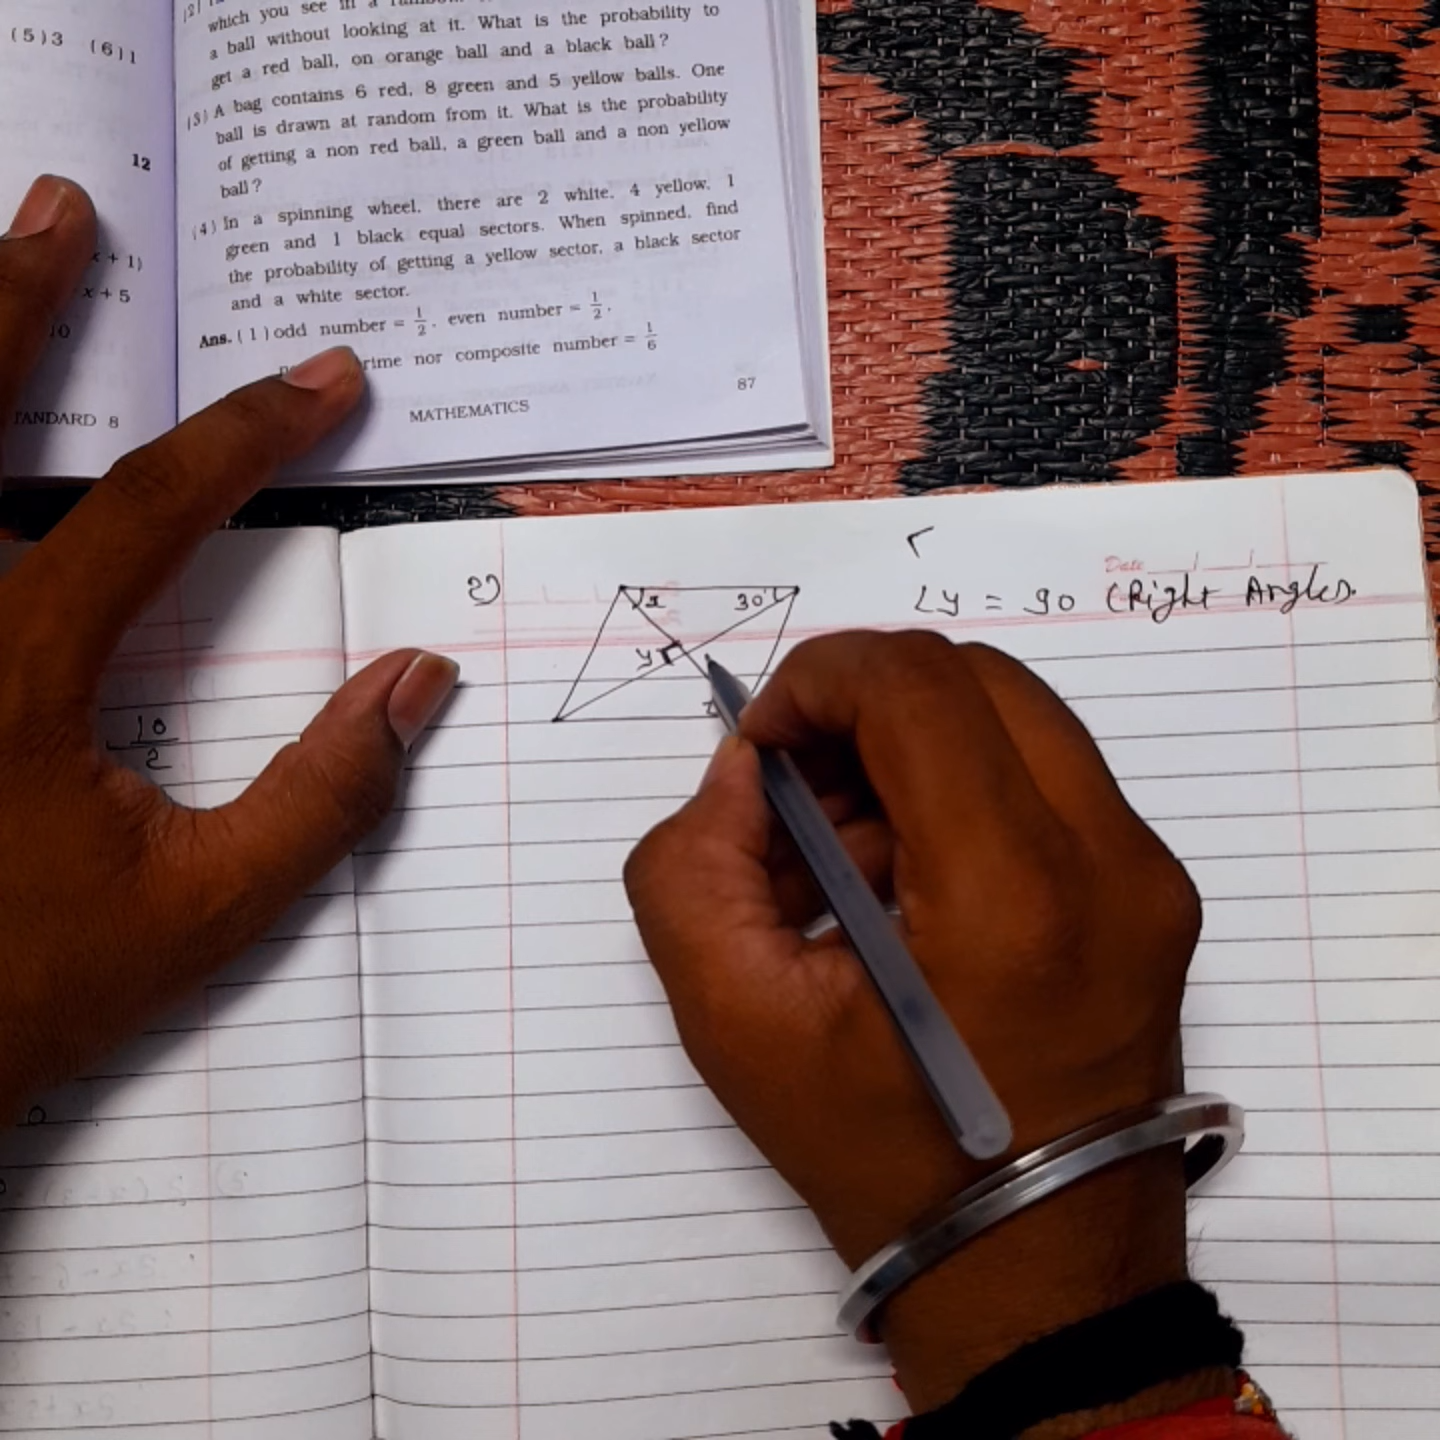 (5) 3 (6) 1
12
x + 1)
x + 5
10
TANDARD 8
which you see in a
a ball without looking at it. What is the probability to
get a red ball, on orange ball and a black ball?
(3) A bag contains 6 red, 8 green and 5 yellow balls. One
ball is drawn at random from it. What is the probability
of getting a non red ball, a green ball and a non yellow
ball?
(4) In a spinning wheel, there are 2 white, 4 yellow, 1
green and 1 black equal sectors. When spinned, find
the probability of getting a yellow sector, a black sector
and a white sector.
Ans. (1) odd number = 1/2, even number = 1/2,
rime nor composite number = 1/6
MATHEMATICS
87
Date __/__/__
2)
x 30°
y
z
∠y = 90 (Right Angles)
10/2
0